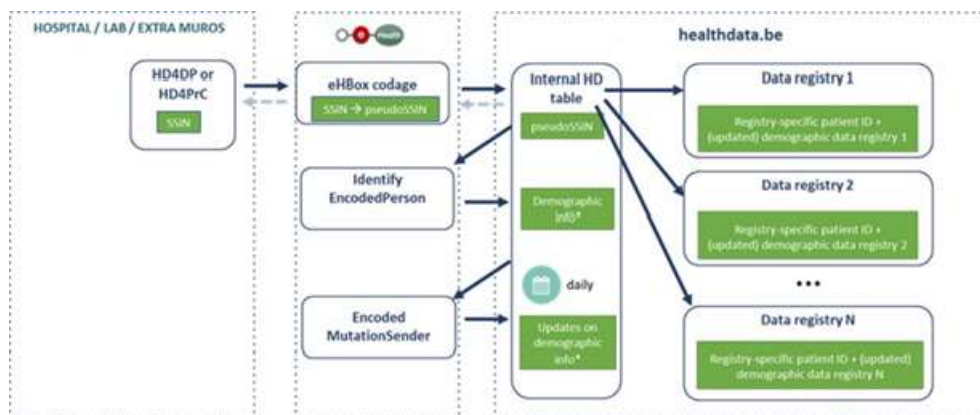 HOSPITAL / LAB / EXTRA MUROS
HD4DP or
HD4PrC
SSIN
e
Health
eHBox codage
SSIN → pseudoSSIN
Identify
EncodedPerson
Encoded
MutationSender
healthdata.be
Internal HD
table
pseudoSSIN
Demographic
info*
daily
Updates on
demographic
info*
Data registry 1
Registry-specific patient ID +
(updated) demographic data registry 1
Data registry 2
Registry-specific patient ID +
(updated) demographic data registry 2
...
Data registry N
Registry-specific patient ID + (updated)
demographic data registry N